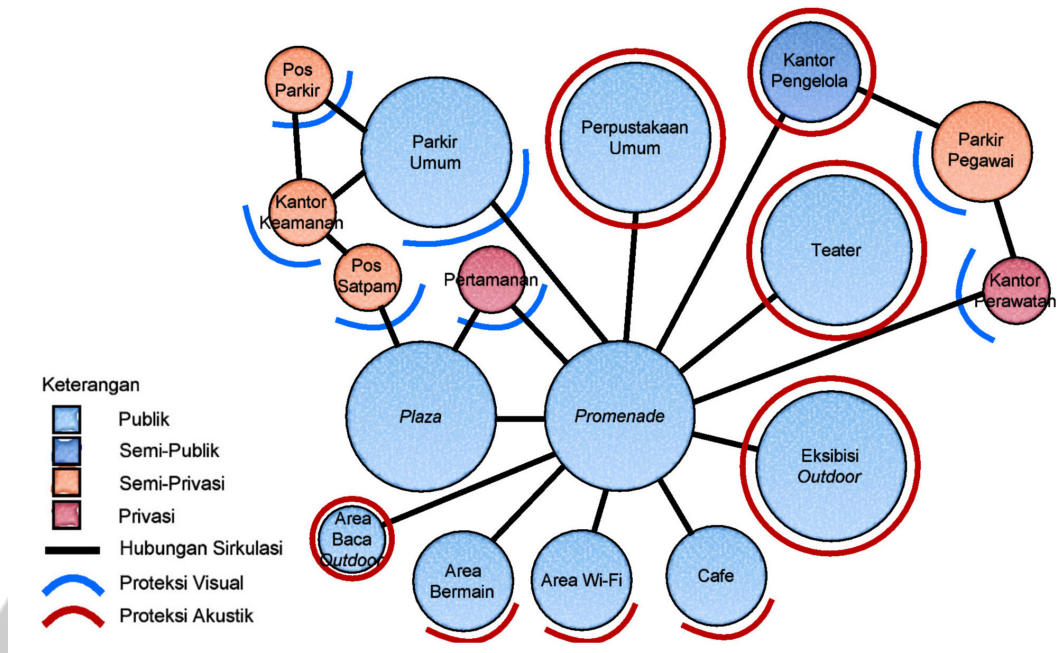 Pos
Parkir
Parkir
Umum
Perpustakaan
Umum
Kantor
Pengelola
Parkir
Pegawai
Kantor
Keamanan
Pos
Satpam
Pertamanan
Teater
Kantor
Perawatan
Plaza
Promenade
Eksibisi
Outdoor
Area
Baca
Outdoor
Area
Bermain
Area Wi-Fi
Cafe
Keterangan
Publik
Semi-Publik
Semi-Privasi
Privasi
Hubungan Sirkulasi
Proteksi Visual
Proteksi Akustik